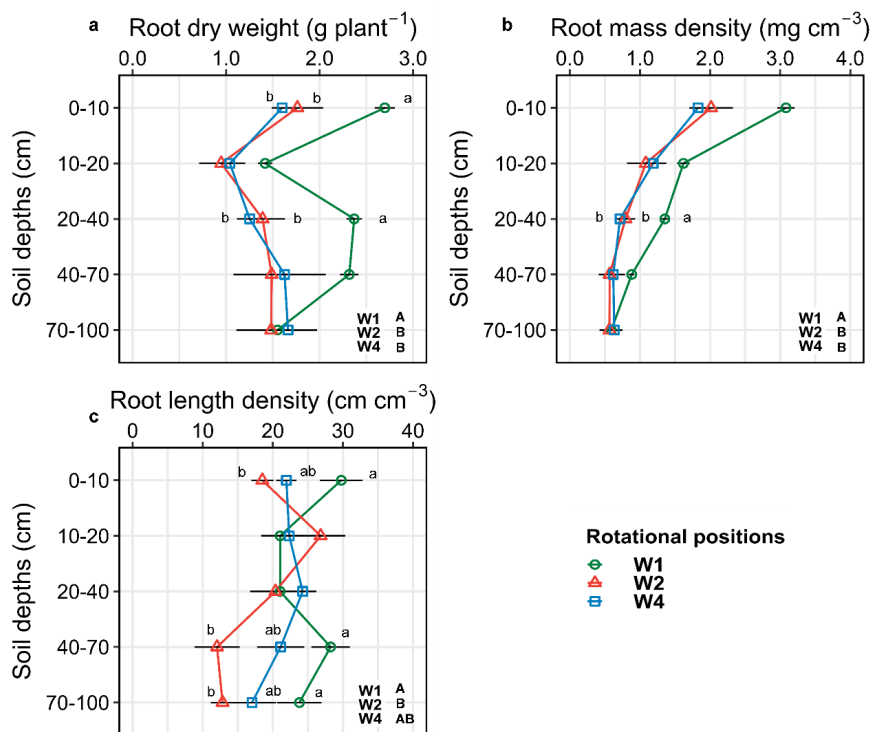 a Root dry weight (g plant⁻¹)
0.0 1.0 2.0 3.0
Soil depths (cm)
0-10 b b a
10-20
20-40 b b a
40-70
70-100
W1 A
W2 B
W4 B
b Root mass density (mg cm⁻³)
0.0 1.0 2.0 3.0 4.0
Soil depths (cm)
0-10
10-20
20-40 b b a
40-70
70-100
W1 A
W2 B
W4 B
c Root length density (cm cm⁻³)
0 10 20 30 40
Soil depths (cm)
0-10 b ab a
10-20
20-40
40-70 b ab a
70-100 b ab a
W1 A
W2 B
W4 AB
Rotational positions
W1
W2
W4